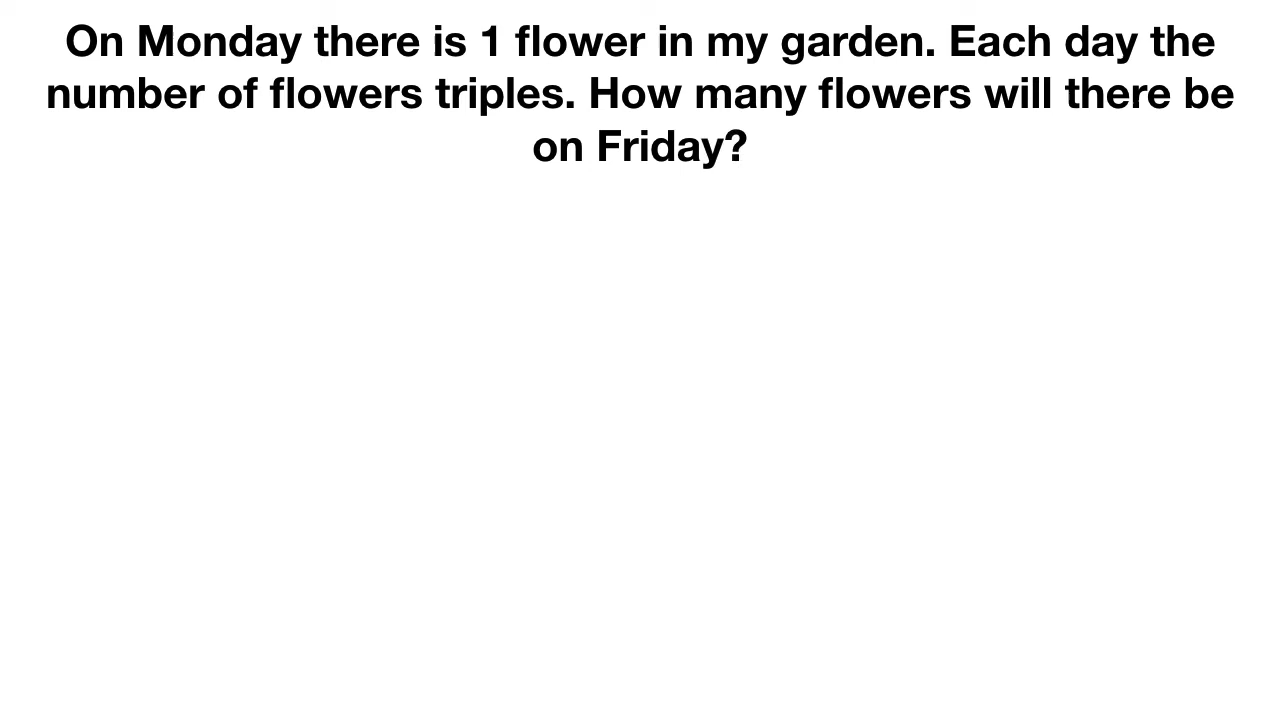 On Monday there is 1 flower in my garden. Each day the
number of flowers triples. How many flowers will there be
on Friday?